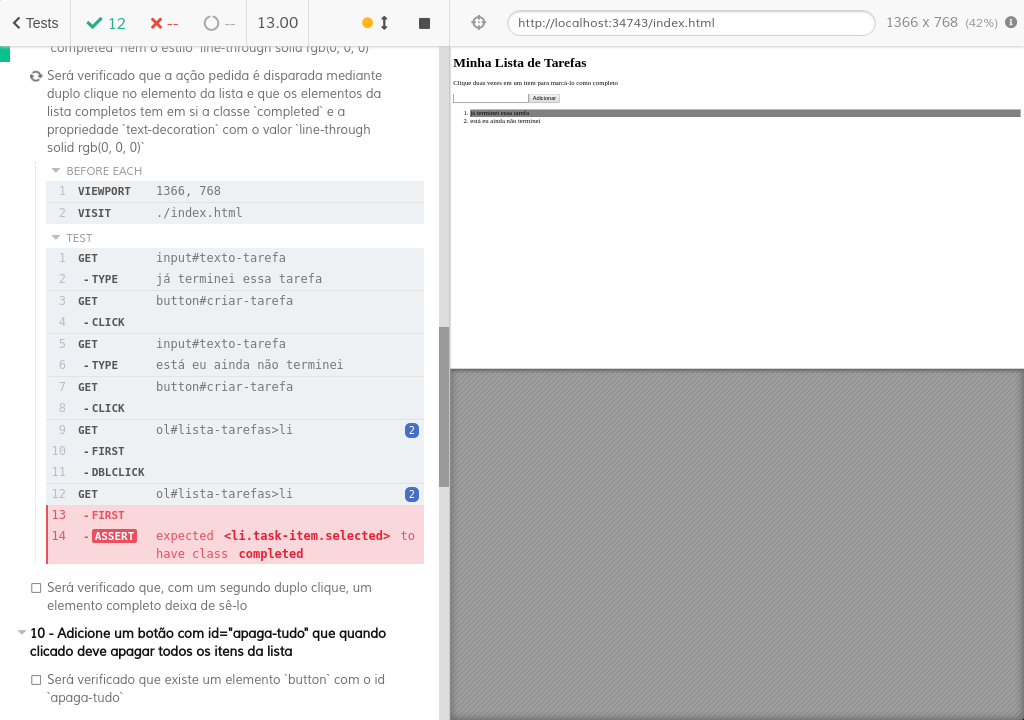 Tests
12
--
--
13.00
http://localhost:34743/index.html
1366 x 768 (42%)
`completed` nem o estilo `line-through solid rgb(0, 0, 0)`
Será verificado que a ação pedida é disparada mediante
duplo clique no elemento da lista e que os elementos da
lista completos tem em si a classe `completed` e a
propriedade `text-decoration` com o valor `line-through
solid rgb(0, 0, 0)`
BEFORE EACH
1 VIEWPORT 1366, 768
2 VISIT ./index.html
TEST
1 GET input#texto-tarefa
2 -TYPE já terminei essa tarefa
3 GET button#criar-tarefa
4 -CLICK
5 GET input#texto-tarefa
6 -TYPE está eu ainda não terminei
7 GET button#criar-tarefa
8 -CLICK
9 GET ol#lista-tarefas>li 2
10 -FIRST
11 -DBLCLICK
12 GET ol#lista-tarefas>li 2
13 -FIRST
14 -ASSERT expected <li.task-item.selected> to
have class completed
Será verificado que, com um segundo duplo clique, um
elemento completo deixa de sê-lo
10 - Adicione um botão com id="apaga-tudo" que quando
clicado deve apagar todos os itens da lista
Será verificado que existe um elemento `button` com o id
`apaga-tudo`
Minha Lista de Tarefas
Clique duas vezes em um item para marcá-lo como completo
Adicionar
1. já terminei essa tarefa
2. está eu ainda não terminei